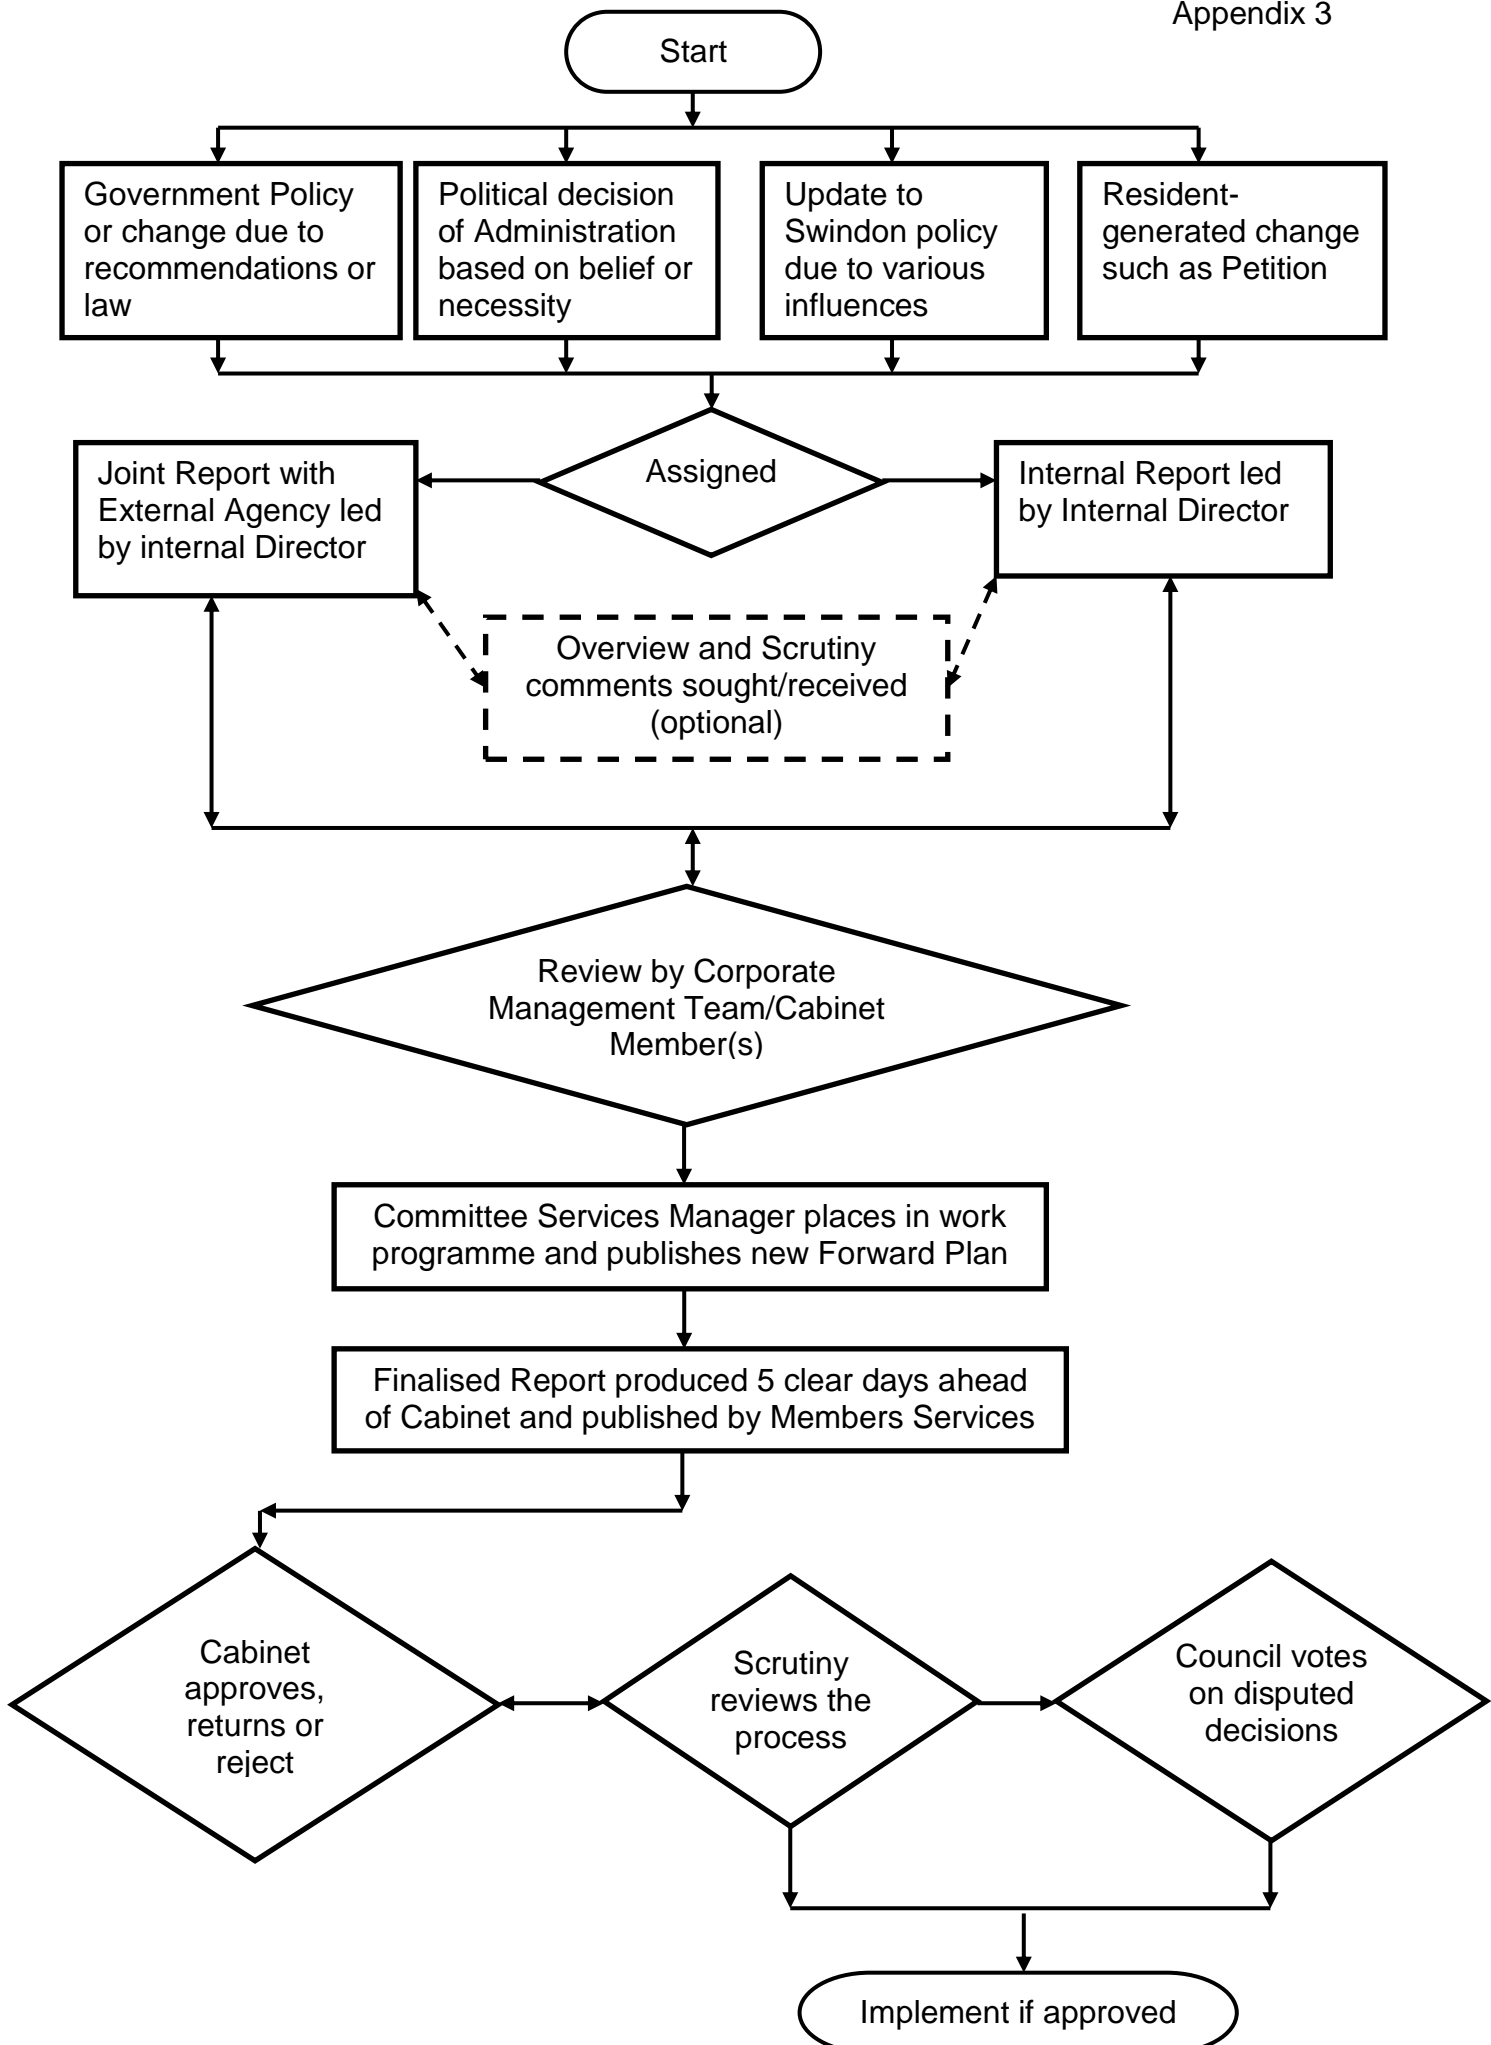 Appendix 3
Start
Government Policy
or change due to
recommendations or
law
Political decision
of Administration
based on belief or
necessity
Update to
Swindon policy
due to various
influences
Resident-
generated change
such as Petition
Assigned
Joint Report with
External Agency led
by internal Director
Internal Report led
by Internal Director
Overview and Scrutiny
comments sought/received
(optional)
Review by Corporate
Management Team/Cabinet
Member(s)
Committee Services Manager places in work
programme and publishes new Forward Plan
Finalised Report produced 5 clear days ahead
of Cabinet and published by Members Services
Cabinet
approves,
returns or
reject
Scrutiny
reviews the
process
Council votes
on disputed
decisions
Implement if approved